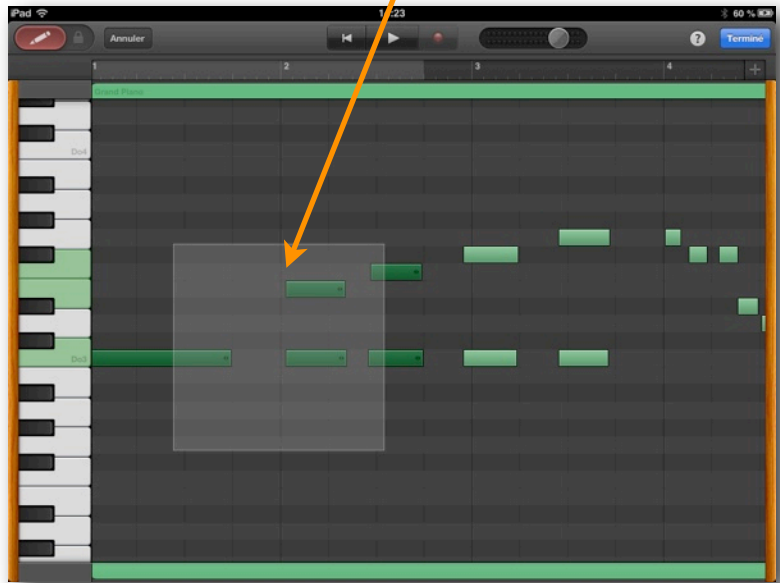 iPad 60 %
Annuler ? Terminé
1 2 3 4 +
Grand Piano
Do4
Do3